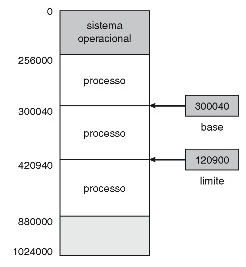 0
sistema
operacional
256000
processo
300040
300040
base
processo
420940
120900
limite
processo
880000
1024000